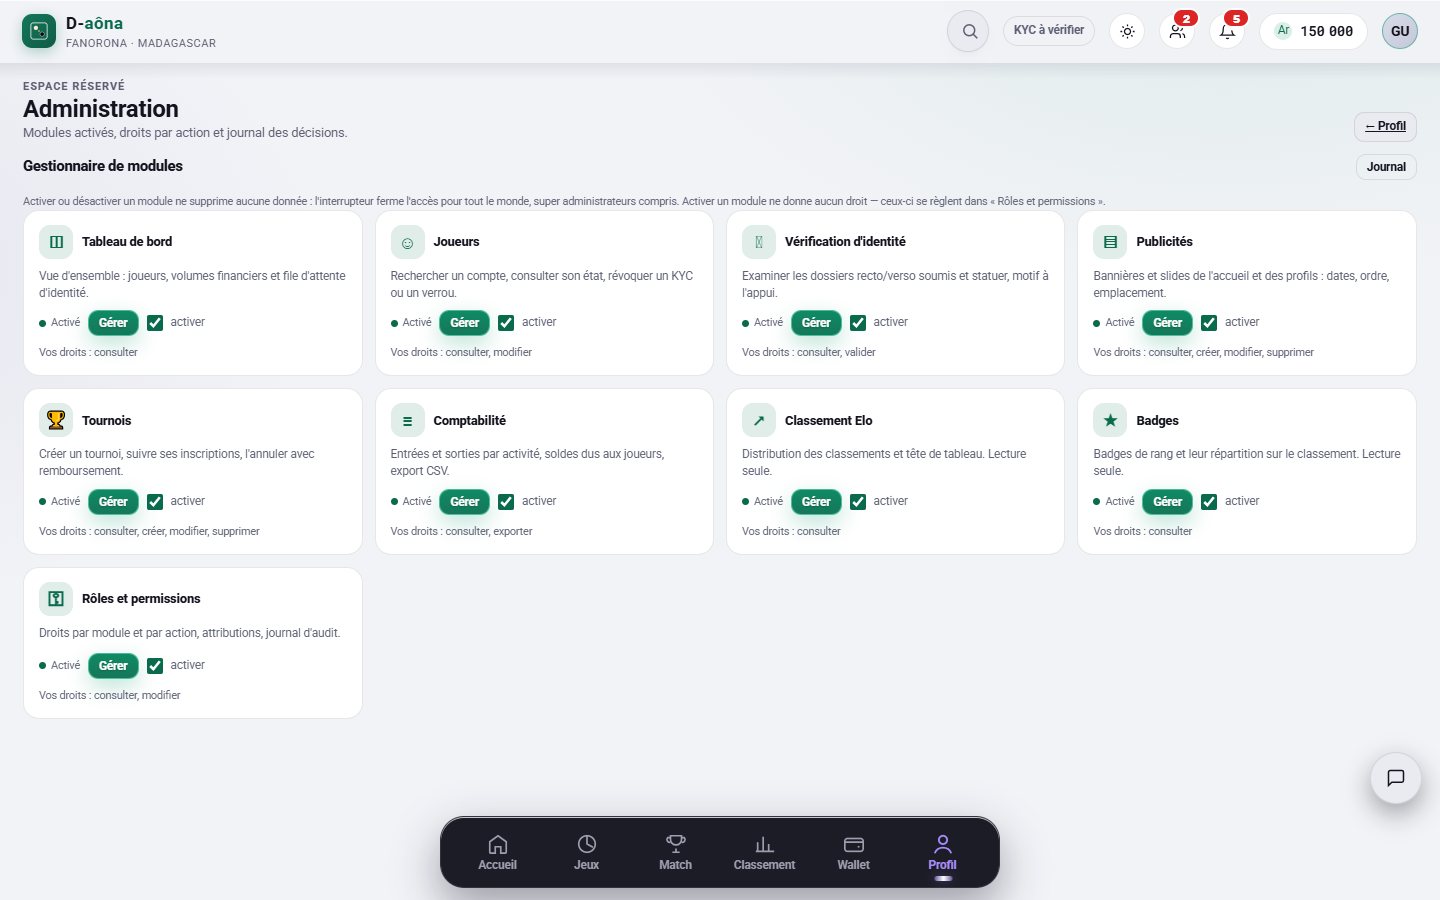 D-aôna
FANORONA · MADAGASCAR
KYC à vérifier
2
5
Ar 150 000
GU
ESPACE RÉSERVÉ
Administration
Modules activés, droits par action et journal des décisions.
← Profil
Gestionnaire de modules
Journal
Activer ou désactiver un module ne supprime aucune donnée : l'interrupteur ferme l'accès pour tout le monde, super administrateurs compris. Activer un module ne donne aucun droit — ceux-ci se règlent dans « Rôles et permissions ».
Tableau de bord
Vue d'ensemble : joueurs, volumes financiers et file d'attente
d'identité.
Activé Gérer activer
Vos droits : consulter
Joueurs
Rechercher un compte, consulter son état, révoquer un KYC
ou un verrou.
Activé Gérer activer
Vos droits : consulter, modifier
Vérification d'identité
Examiner les dossiers recto/verso soumis et statuer, motif à
l'appui.
Activé Gérer activer
Vos droits : consulter, valider
Publicités
Bannières et slides de l'accueil et des profils : dates, ordre,
emplacement.
Activé Gérer activer
Vos droits : consulter, créer, modifier, supprimer
Tournois
Créer un tournoi, suivre ses inscriptions, l'annuler avec
remboursement.
Activé Gérer activer
Vos droits : consulter, créer, modifier, supprimer
Comptabilité
Entrées et sorties par activité, soldes dus aux joueurs,
export CSV.
Activé Gérer activer
Vos droits : consulter, exporter
Classement Elo
Distribution des classements et tête de tableau. Lecture
seule.
Activé Gérer activer
Vos droits : consulter
Badges
Badges de rang et leur répartition sur le classement. Lecture
seule.
Activé Gérer activer
Vos droits : consulter
Rôles et permissions
Droits par module et par action, attributions, journal d'audit.
Activé Gérer activer
Vos droits : consulter, modifier
Accueil
Jeux
Match
Classement
Wallet
Profil